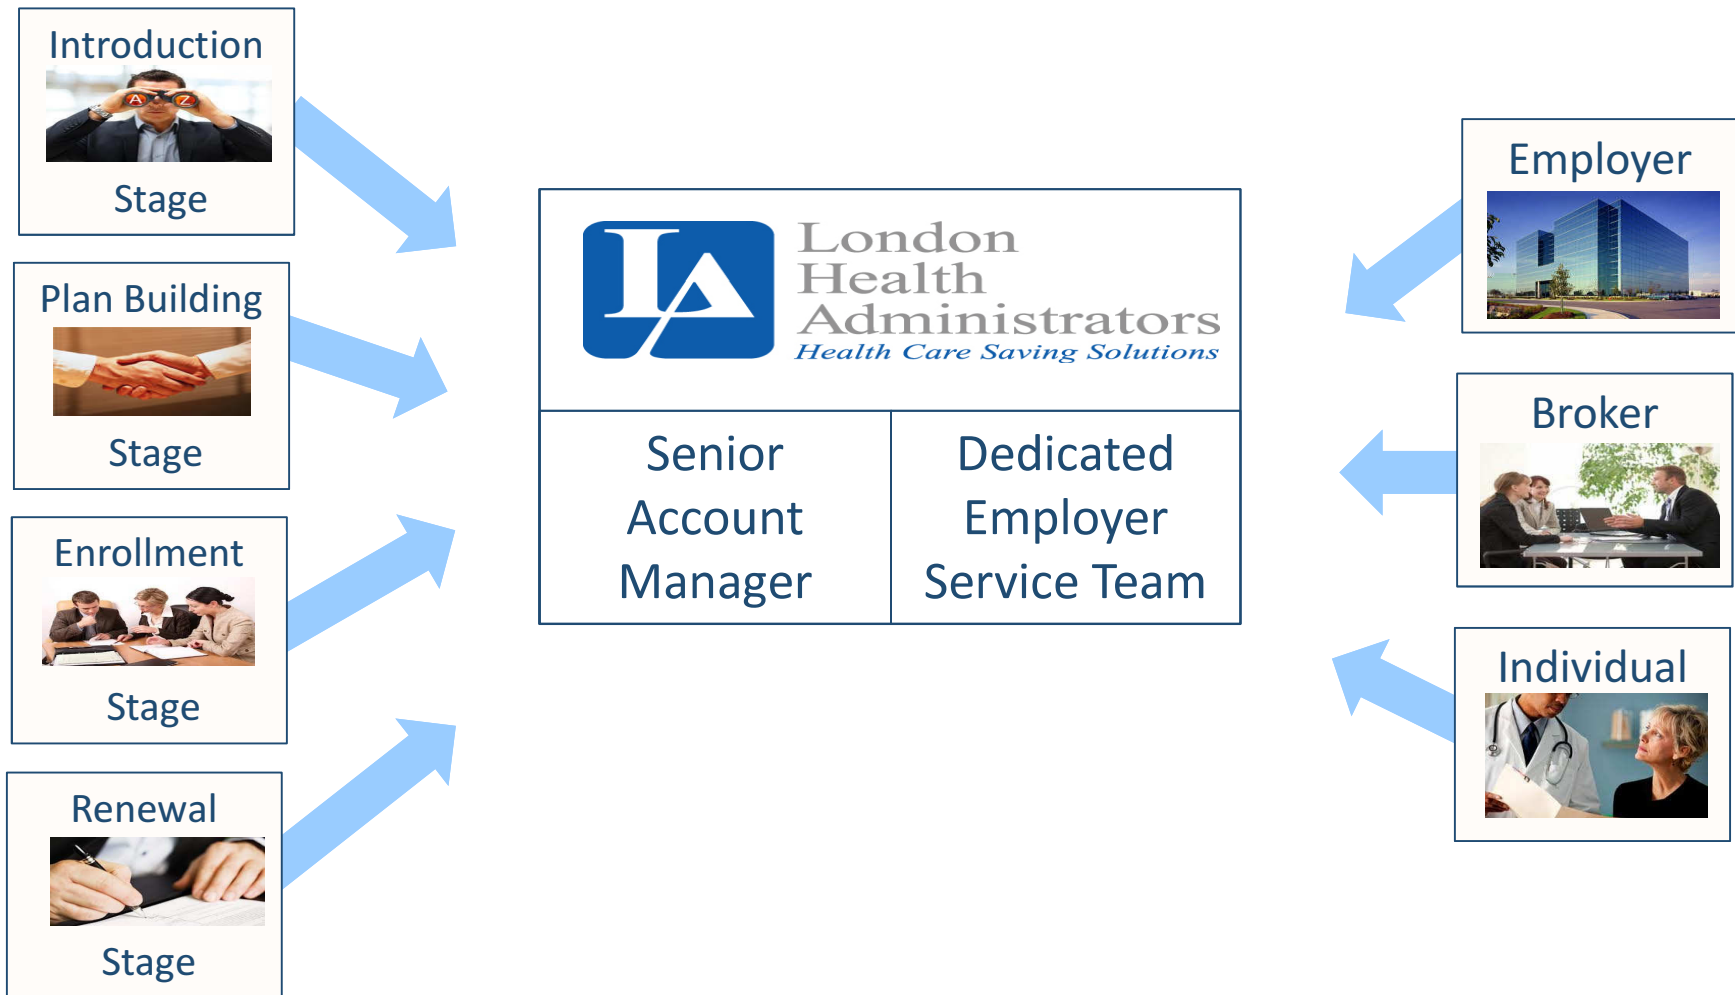 Introduction
A Z
Stage
Plan Building
Stage
Enrollment
Stage
Renewal
Stage
LA
London
Health
Administrators
Health Care Saving Solutions
Senior
Account
Manager
Dedicated
Employer
Service Team
Employer
Broker
Individual